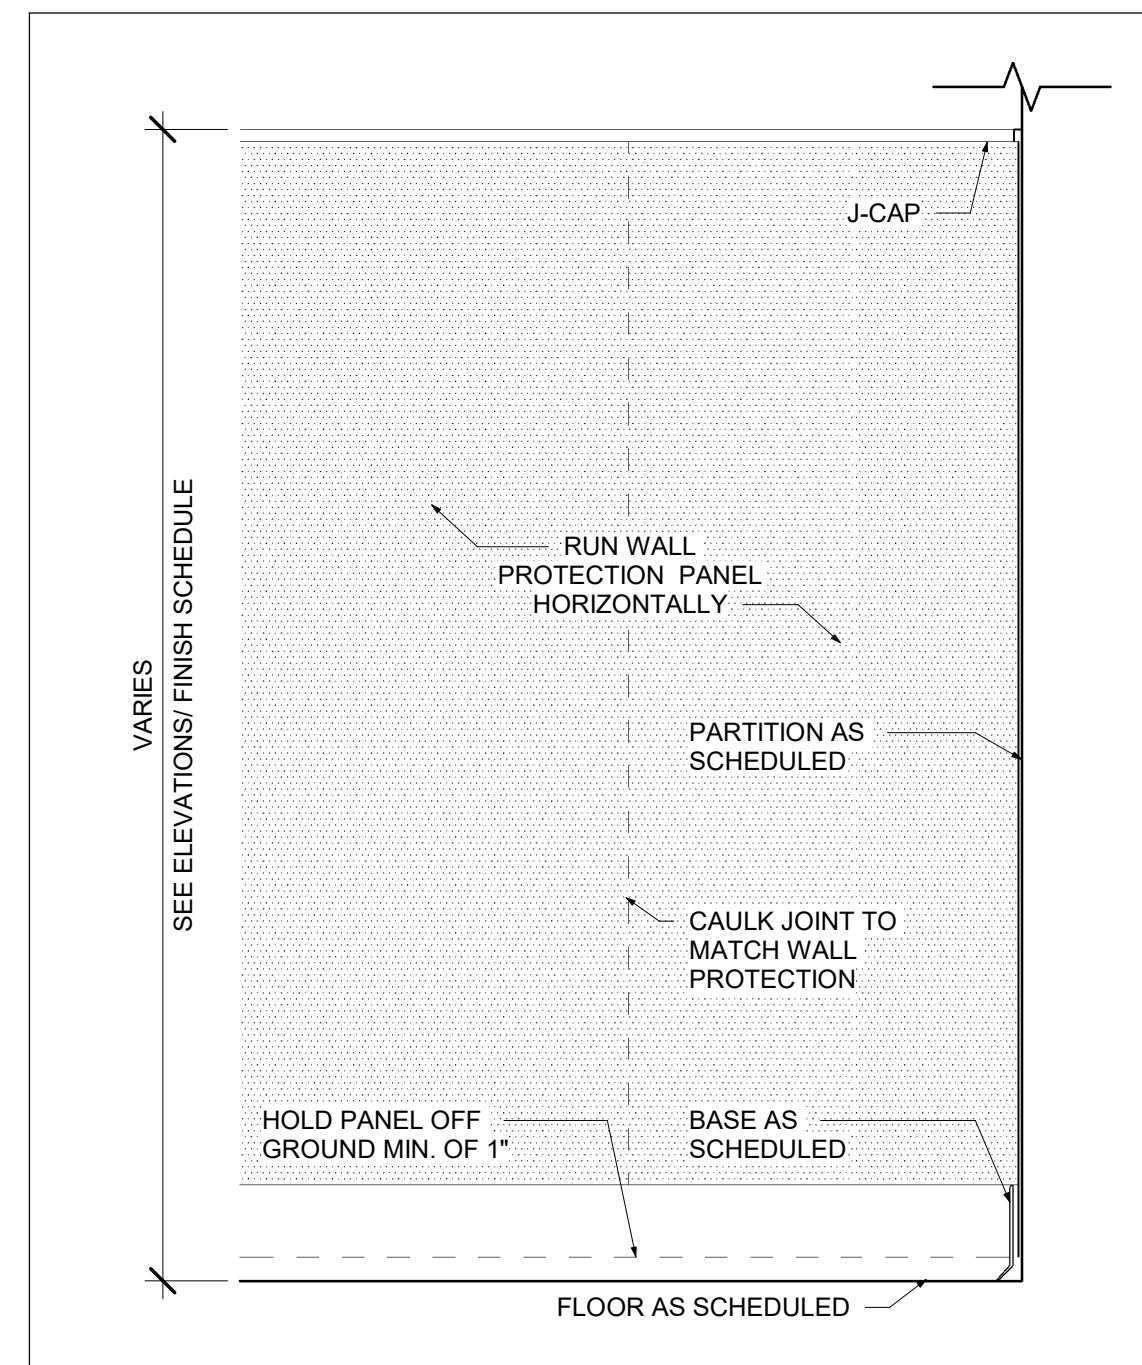 J-CAP
RUN WALL
PROTECTION PANEL
HORIZONTALLY
VARIES
SEE ELEVATIONS/ FINISH SCHEDULE
PARTITION AS
SCHEDULED
CAULK JOINT TO
MATCH WALL
PROTECTION
HOLD PANEL OFF
GROUND MIN. OF 1"
BASE AS
SCHEDULED
FLOOR AS SCHEDULED